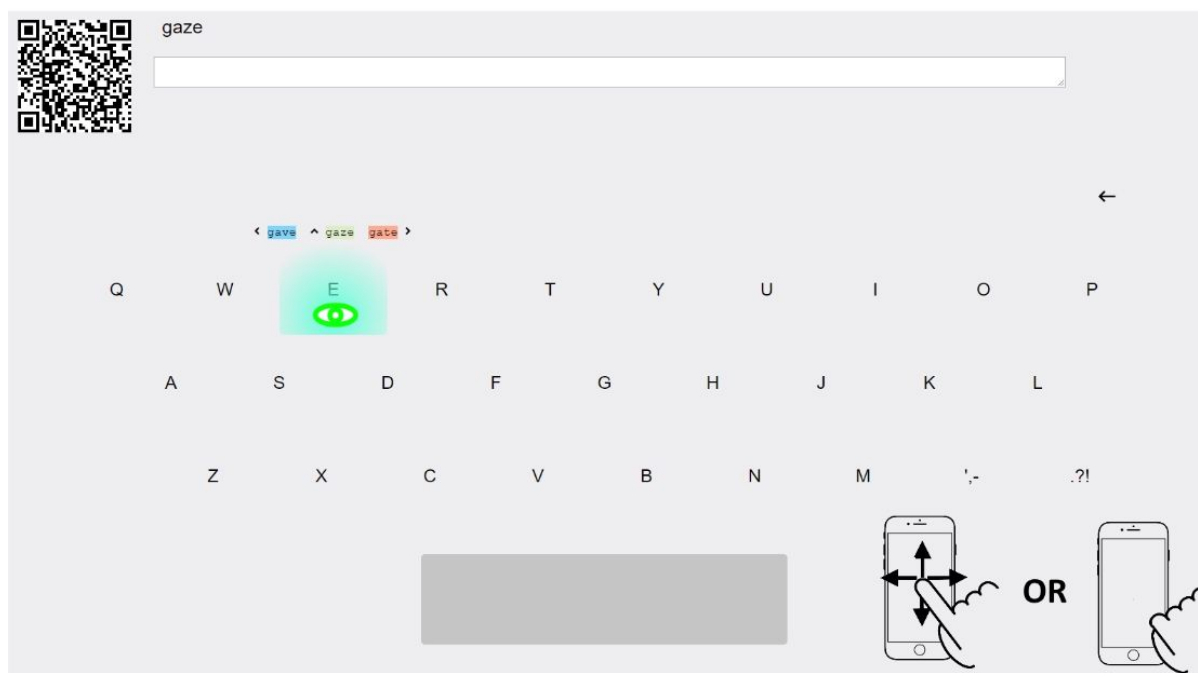 gaze
←
< gave ^ gaze gate >
Q W E R T Y U I O P
A S D F G H J K L
Z X C V B N M ',- .?!
OR